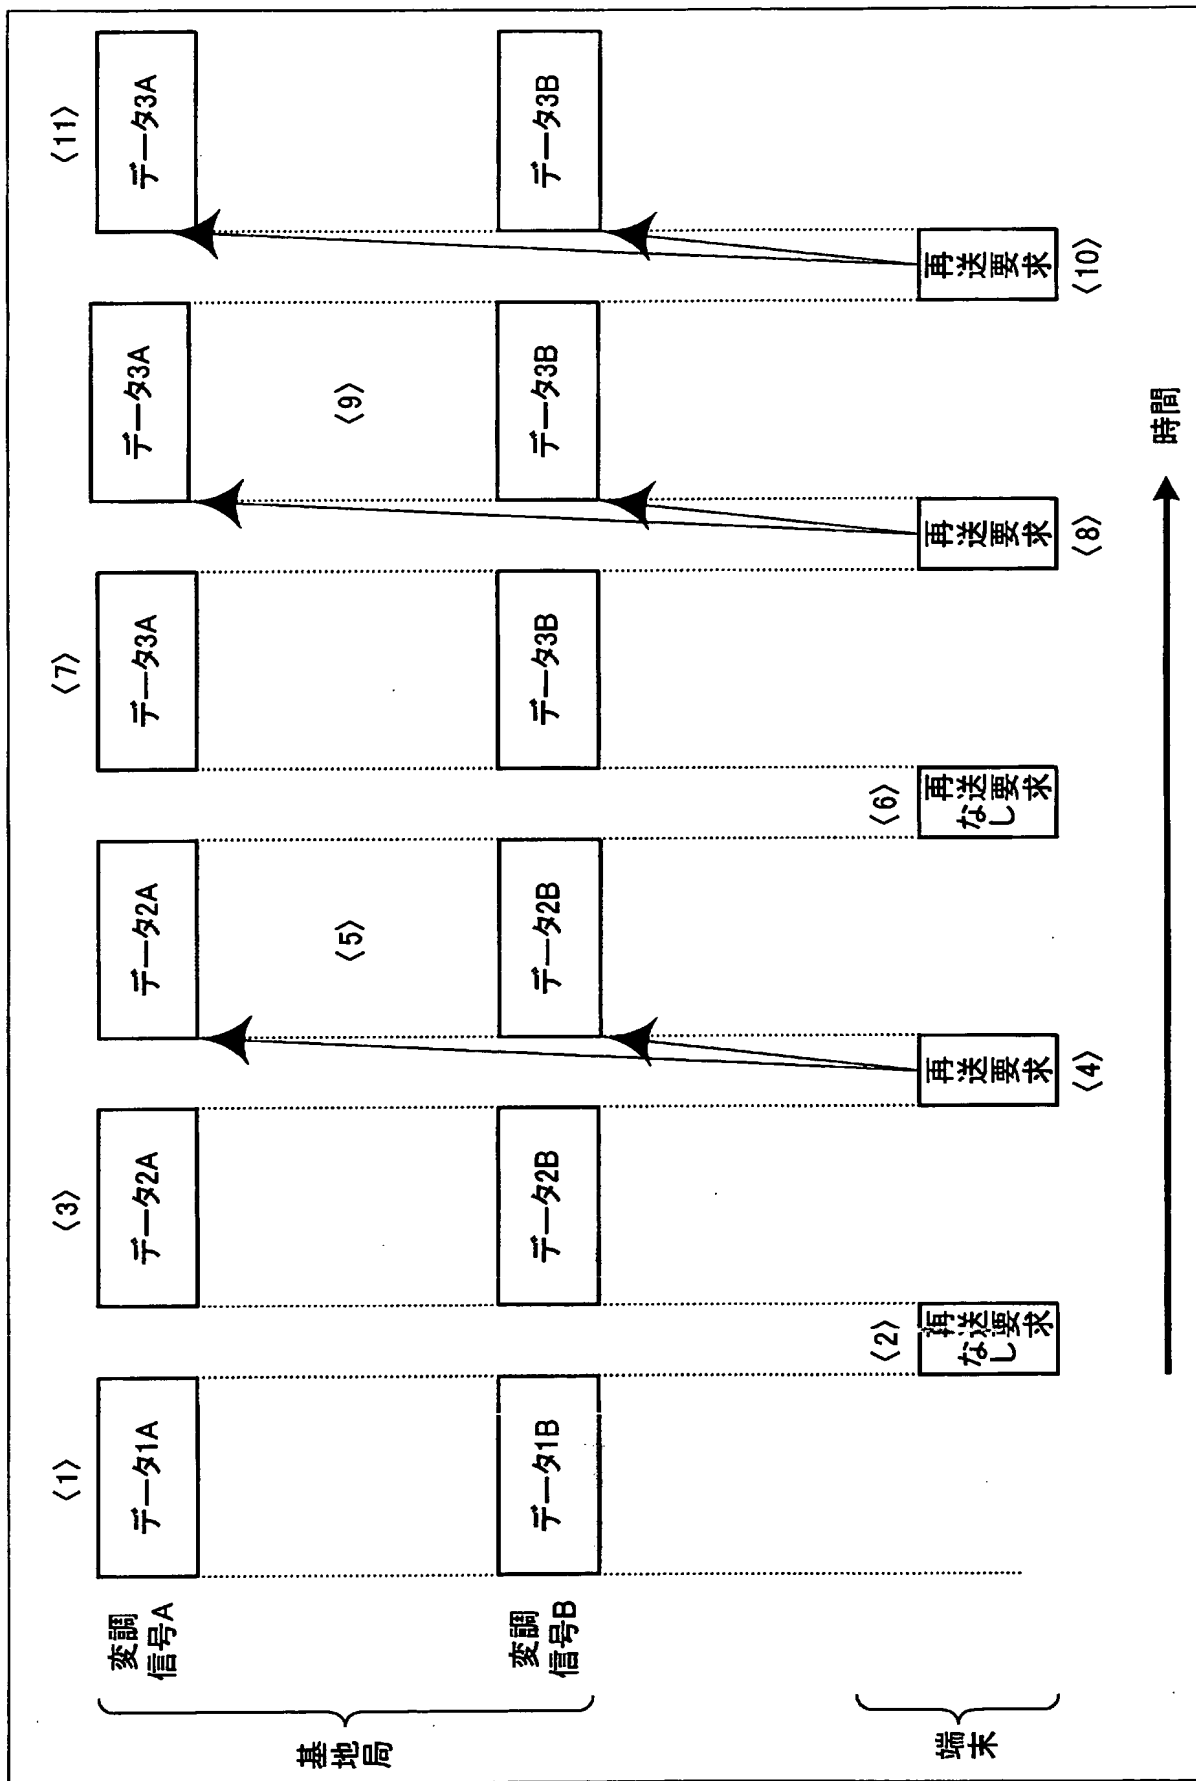 基地局
変調
信号A
〈1〉
データ1A
〈3〉
データ2A
データ2A
〈7〉
データ3A
データ3A
〈11〉
データ3A
〈5〉
〈9〉
変調
信号B
データ1B
データ2B
データ2B
データ3B
データ3B
データ3B
端末
〈2〉
再送要求
なし
再送要求
〈4〉
〈6〉
再送要求
なし
再送要求
〈8〉
再送要求
〈10〉
時間